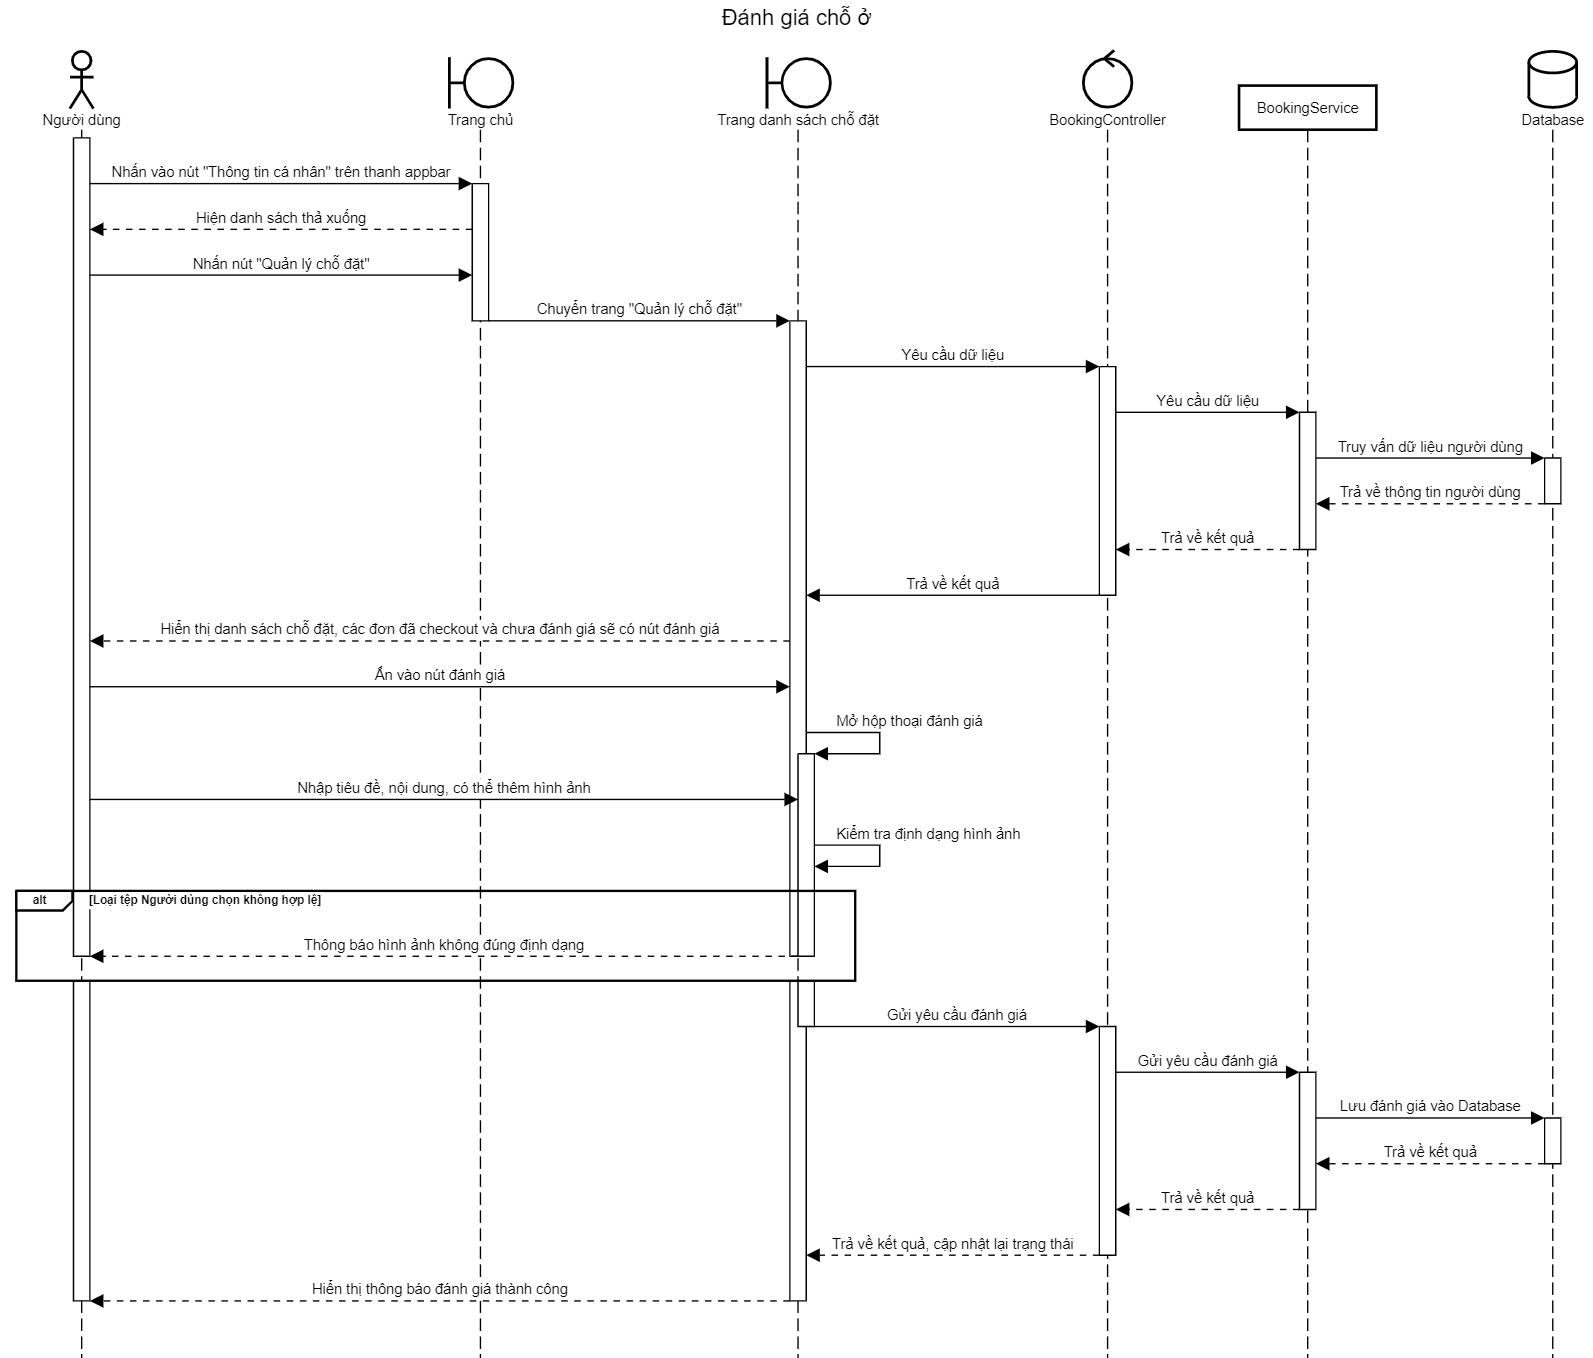 Đánh giá chỗ ở
Người dùng
Trang chủ
Trang danh sách chỗ đặt
BookingController
BookingService
Database
Nhấn vào nút "Thông tin cá nhân" trên thanh appbar
Hiện danh sách thả xuống
Nhấn nút "Quản lý chỗ đặt"
Chuyển trang "Quản lý chỗ đặt"
Yêu cầu dữ liệu
Yêu cầu dữ liệu
Truy vấn dữ liệu người dùng
Trả về thông tin người dùng
Trả về kết quả
Trả về kết quả
Hiển thị danh sách chỗ đặt, các đơn đã checkout và chưa đánh giá sẽ có nút đánh giá
Ấn vào nút đánh giá
Mở hộp thoại đánh giá
Nhập tiêu đề, nội dung, có thể thêm hình ảnh
Kiểm tra định dạng hình ảnh
alt
[Loại tệp Người dùng chọn không hợp lệ]
Thông báo hình ảnh không đúng định dạng
Gửi yêu cầu đánh giá
Gửi yêu cầu đánh giá
Lưu đánh giá vào Database
Trả về kết quả
Trả về kết quả
Trả về kết quả, cập nhật lại trạng thái
Hiển thị thông báo đánh giá thành công